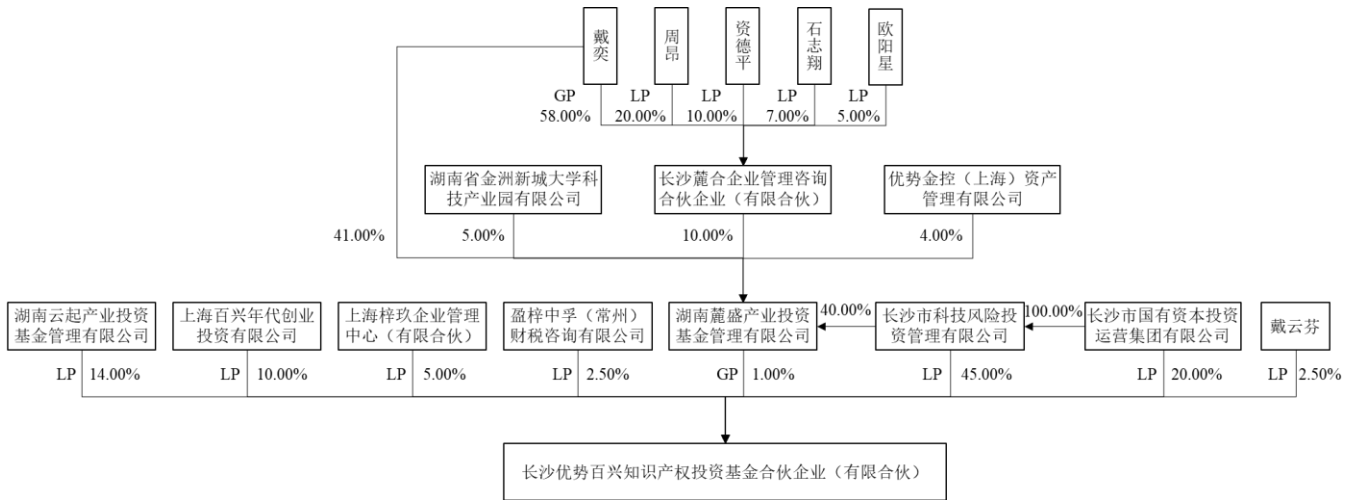 戴奕
周昂
资德平
石志翔
欧阳星
GP
58.00%
LP
20.00%
LP
10.00%
LP
7.00%
LP
5.00%
湖南省金洲新城大学科
技产业园有限公司
长沙麓合企业管理咨询
合伙企业（有限合伙）
优势金控（上海）资产
管理有限公司
41.00%
5.00%
10.00%
4.00%
湖南云起产业投资
基金管理有限公司
上海百兴年代创业
投资有限公司
上海梓玖企业管理
中心（有限合伙）
盈梓中孚（常州）
财税咨询有限公司
湖南麓盛产业投资
基金管理有限公司
40.00%
长沙市科技风险投
资管理有限公司
100.00%
长沙市国有资本投资
运营集团有限公司
戴云芬
LP 14.00%
LP 10.00%
LP 5.00%
LP 2.50%
GP 1.00%
LP 45.00%
LP 20.00%
LP 2.50%
长沙优势百兴知识产权投资基金合伙企业（有限合伙）